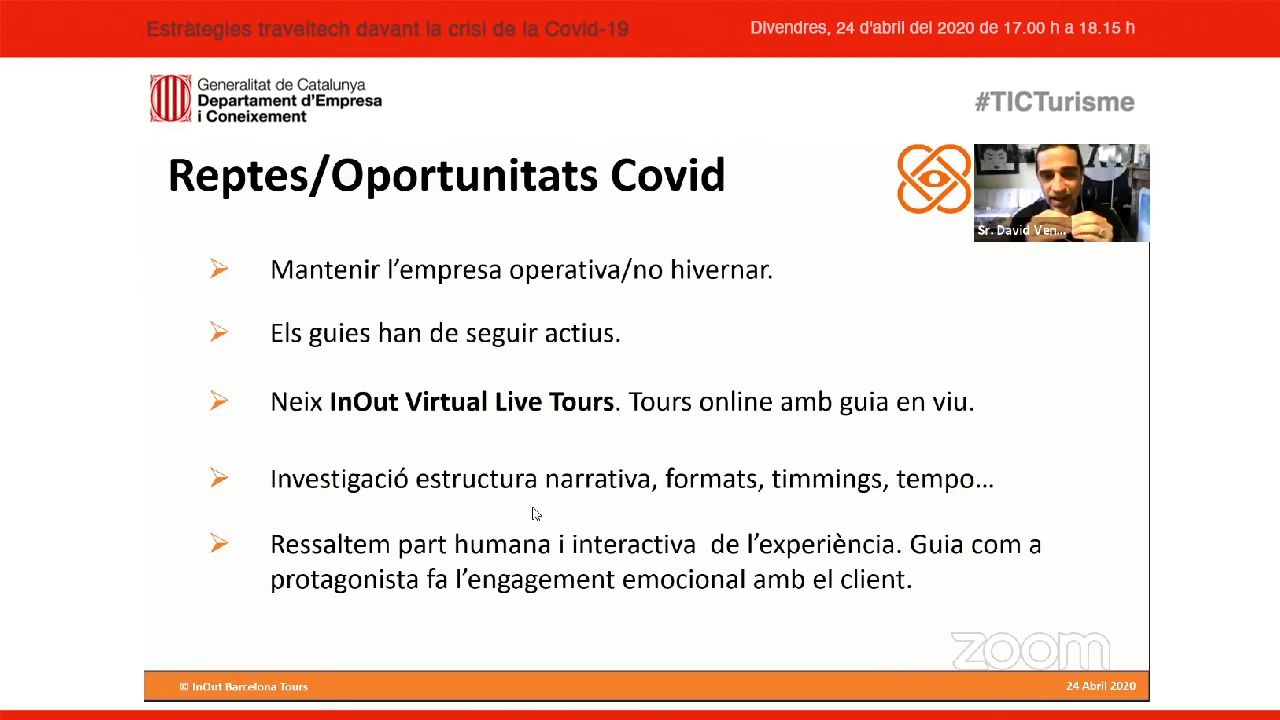 Estràtegies traveltech davant la crisi de la Covid-19
Divendres, 24 d'abril del 2020 de 17.00 h a 18.15 h
Generalitat de Catalunya
Departament d'Empresa
i Coneixement
#TICTurisme
Reptes/Oportunitats Covid
Sr. David Ven...
Mantenir l'empresa operativa/no hivernar.
Els guies han de seguir actius.
Neix InOut Virtual Live Tours. Tours online amb guia en viu.
Investigació estructura narrativa, formats, timmings, tempo...
Ressaltem part humana i interactiva de l'experiència. Guia com a
protagonista fa l'engagement emocional amb el client.
zoom
© InOut Barcelona Tours
24 Abril 2020